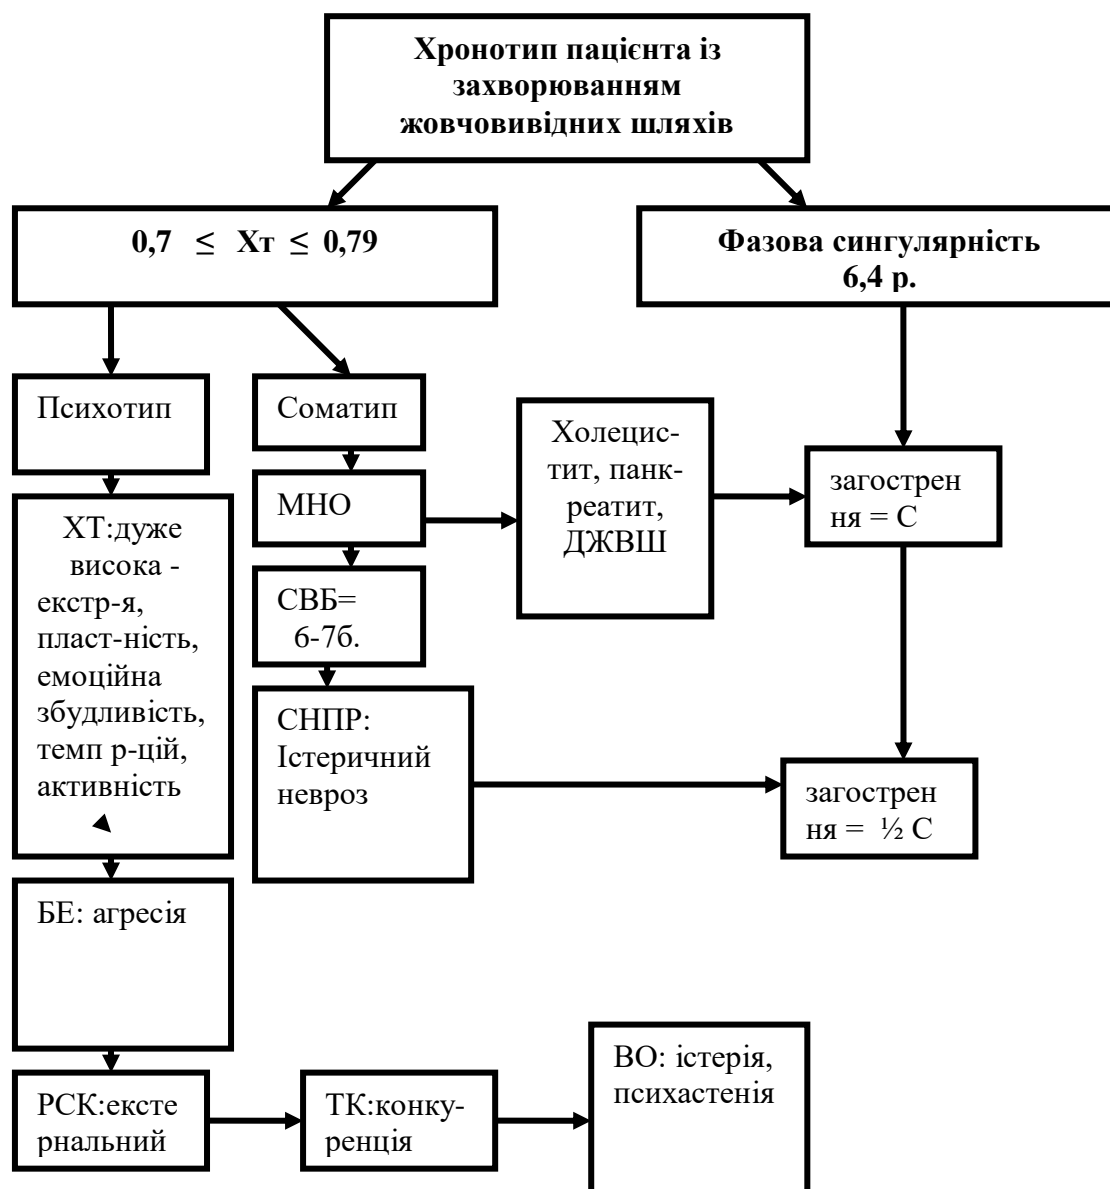 Хронотип пацієнта із
захворюванням
жовчовивідних шляхів
0,7 ≤ Хт ≤ 0,79
Фазова сингулярність
6,4 р.
Психотип
Соматип
Холецис-
тит, панк-
реатит,
ДЖВШ
загострен
ня = С
МНО
ХТ:дуже
висока -
екстр-я,
пласт-ність,
емоційна
збудливість,
темп р-цій,
активність
СВБ=
6-7б.
СНПР:
Істеричний
невроз
загострен
ня = ½ С
БЕ: агресія
РСК:ексте
рнальний
ТК:конку-
ренція
ВО: істерія,
психастенія